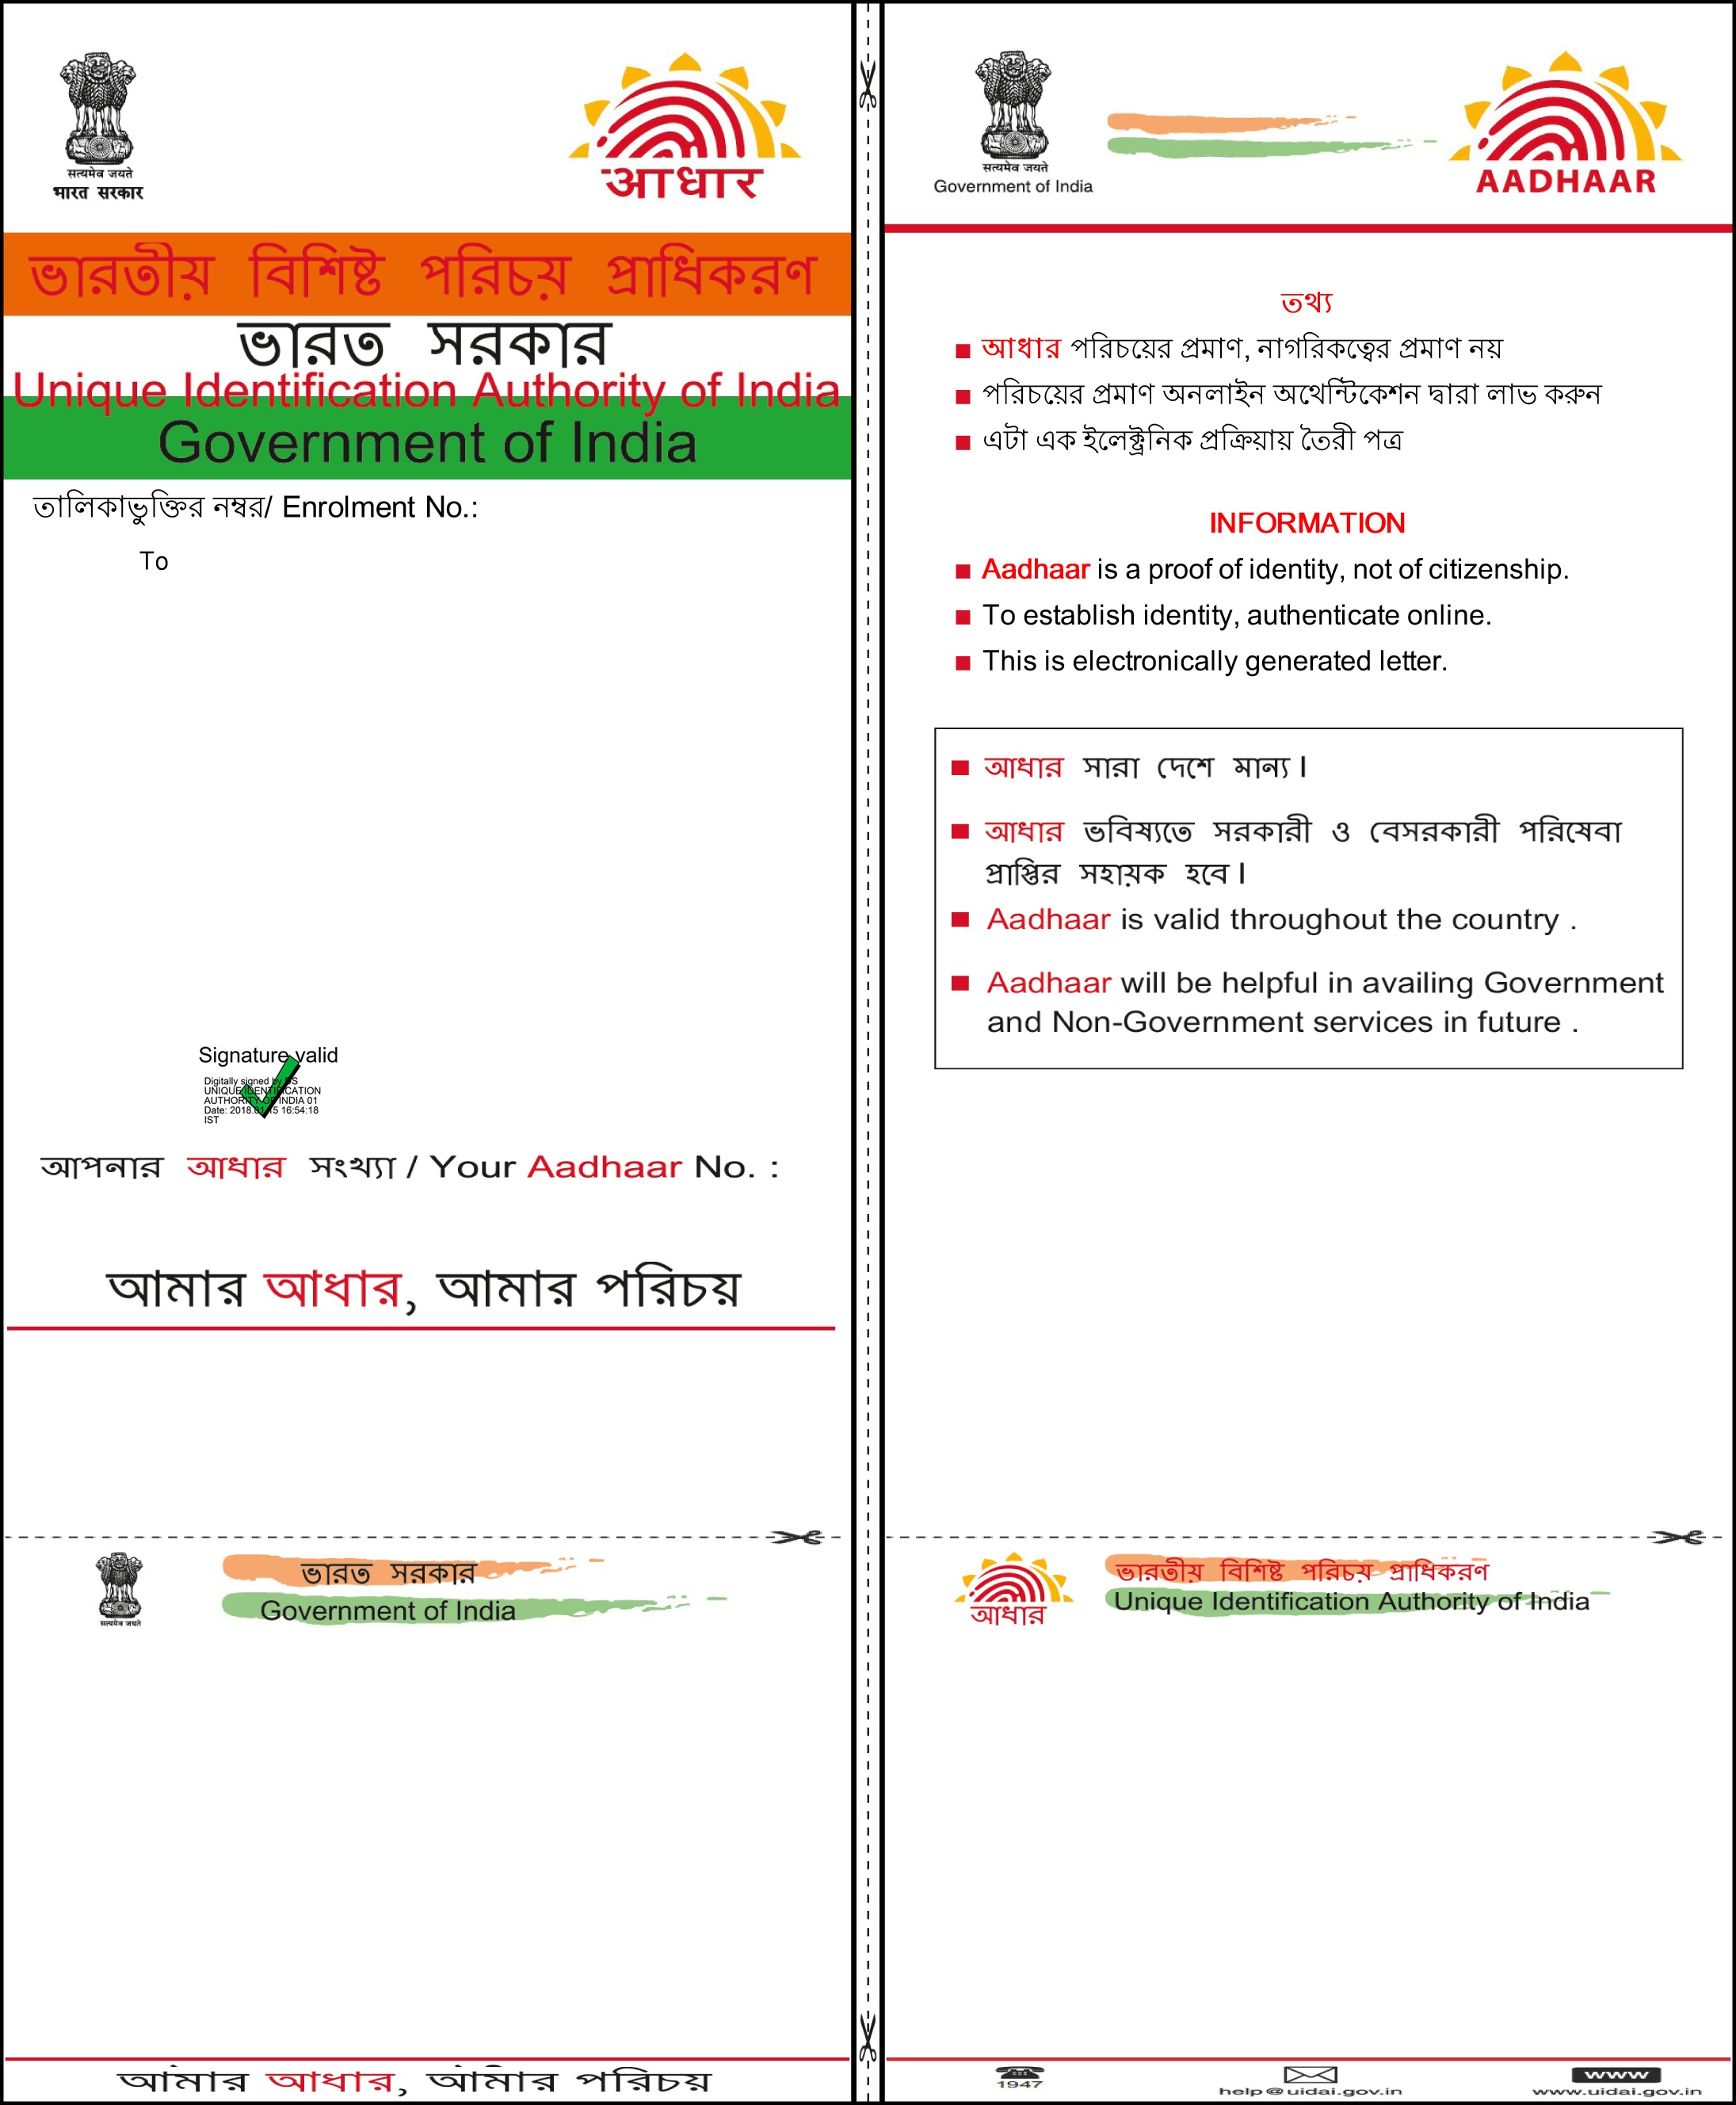 सत्यमेव जयते
भारत सरकार
आधार
ভারতীয় বিশিষ্ট পরিচয় প্রাধিকরণ
ভারত সরকার
Unique Identification Authority of India
Government of India
তালিকাভুক্তির নম্বর/ Enrolment No.:
To
Signature valid
Digitally signed by DS
UNIQUE IDENTIFICATION
AUTHORITY OF INDIA 01
Date: 2018.01.15 16:54:18
IST
আপনার আধার সংখ্যা / Your Aadhaar No. :
আমার আধার, আমার পরিচয়
सत्यमेव जयते
ভারত সরকার
Government of India
আমার আধার, আমার পরিচয়
सत्यमेव जयते
Government of India
AADHAAR
তথ্য
আধার পরিচয়ের প্রমাণ, নাগরিকত্বের প্রমাণ নয়
পরিচয়ের প্রমাণ অনলাইন অথেন্টিকেশন দ্বারা লাভ করুন
এটা এক ইলেক্ট্রনিক প্রক্রিয়ায় তৈরী পত্র
INFORMATION
Aadhaar is a proof of identity, not of citizenship.
To establish identity, authenticate online.
This is electronically generated letter.
আধার সারা দেশে মান্য।
আধার ভবিষ্যতে সরকারী ও বেসরকারী পরিষেবা
প্রাপ্তির সহায়ক হবে।
Aadhaar is valid throughout the country .
Aadhaar will be helpful in availing Government
and Non-Government services in future .
আধার
ভারতীয় বিশিষ্ট পরিচয় প্রাধিকরণ
Unique Identification Authority of India
1947
help@uidai.gov.in
www
www.uidai.gov.in